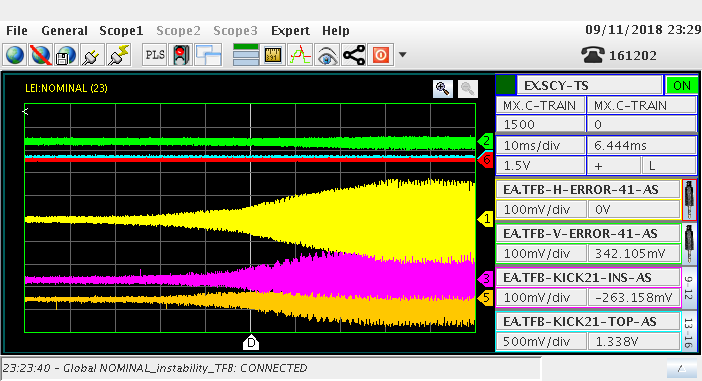 File General Scope1 Scope2 Scope3 Expert Help 09/11/2018 23:29
PLS 161202
LEI:NOMINAL (23)
EX.SCY-TS ON
MX.C-TRAIN MX.C-TRAIN
1500 0
10ms/div 6.444ms
1.5V + L
EA.TFB-H-ERROR-41-AS
100mV/div 0V
EA.TFB-V-ERROR-41-AS
100mV/div 342.105mV
EA.TFB-KICK21-INS-AS
100mV/div -263.158mV
EA.TFB-KICK21-TOP-AS
500mV/div 1.338V
9-12
13-16
2
6
1
3
5
D
23:23:40 - Global NOMINAL_instability_TFB: CONNECTED